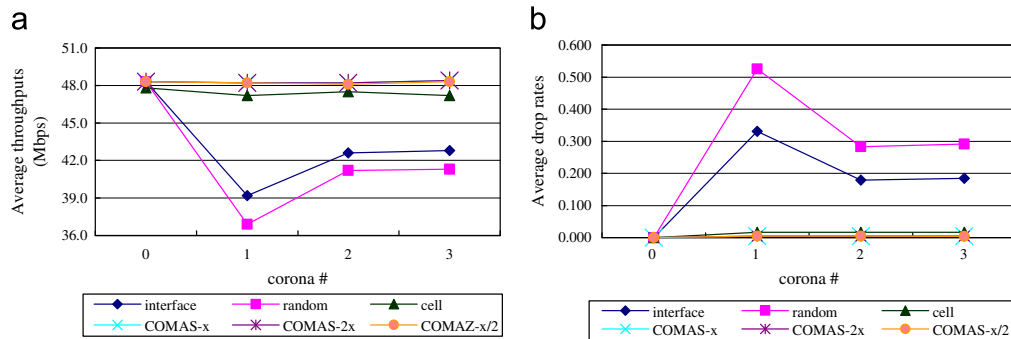 a
b
51.0
48.0
45.0
42.0
39.0
36.0
Average throughputs
(Mbps)
0 1 2 3
corona #
interface random cell
COMAS-x COMAS-2x COMAZ-x/2
0.600
0.500
0.400
0.300
0.200
0.100
0.000
Average drop rates
0 1 2 3
corona #
interface random cell
COMAS-x COMAS-2x COMAS-x/2